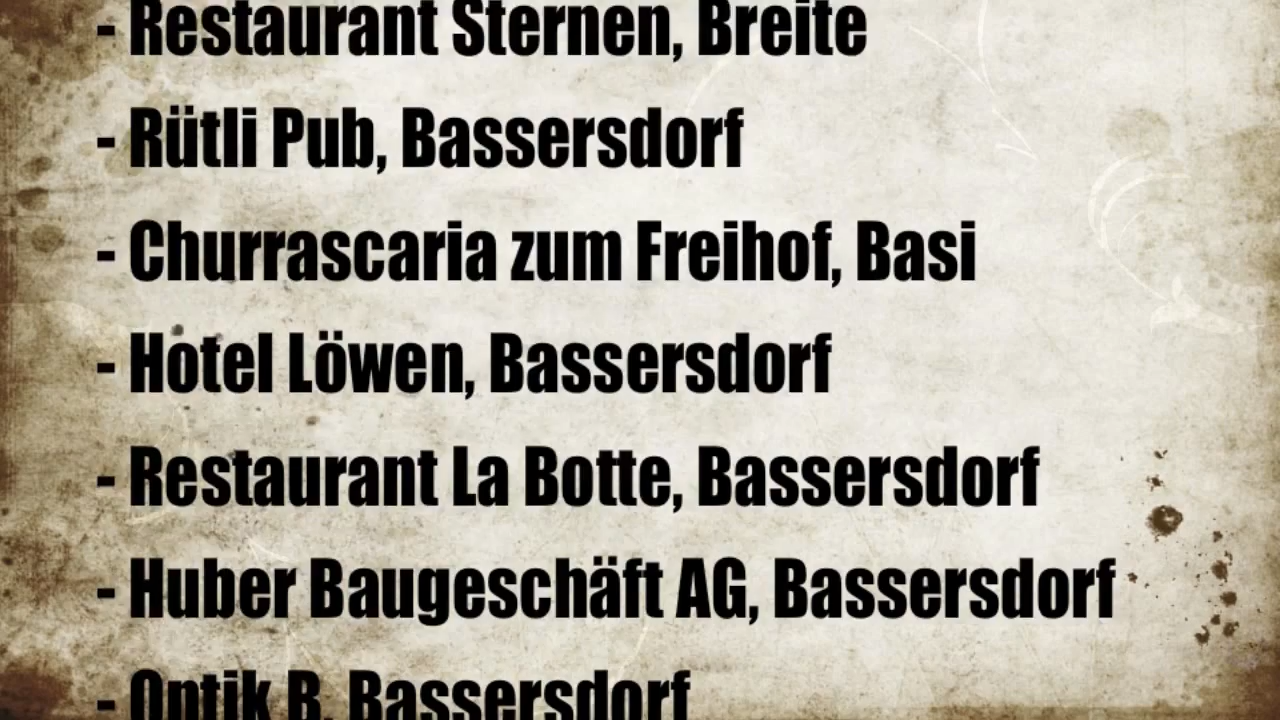 - Restaurant Sternen, Breite
- Rütli Pub, Bassersdorf
- Churrascaria zum Freihof, Basi
- Hotel Löwen, Bassersdorf
- Restaurant La Botte, Bassersdorf
- Huber Baugeschäft AG, Bassersdorf
- Optik B, Bassersdorf